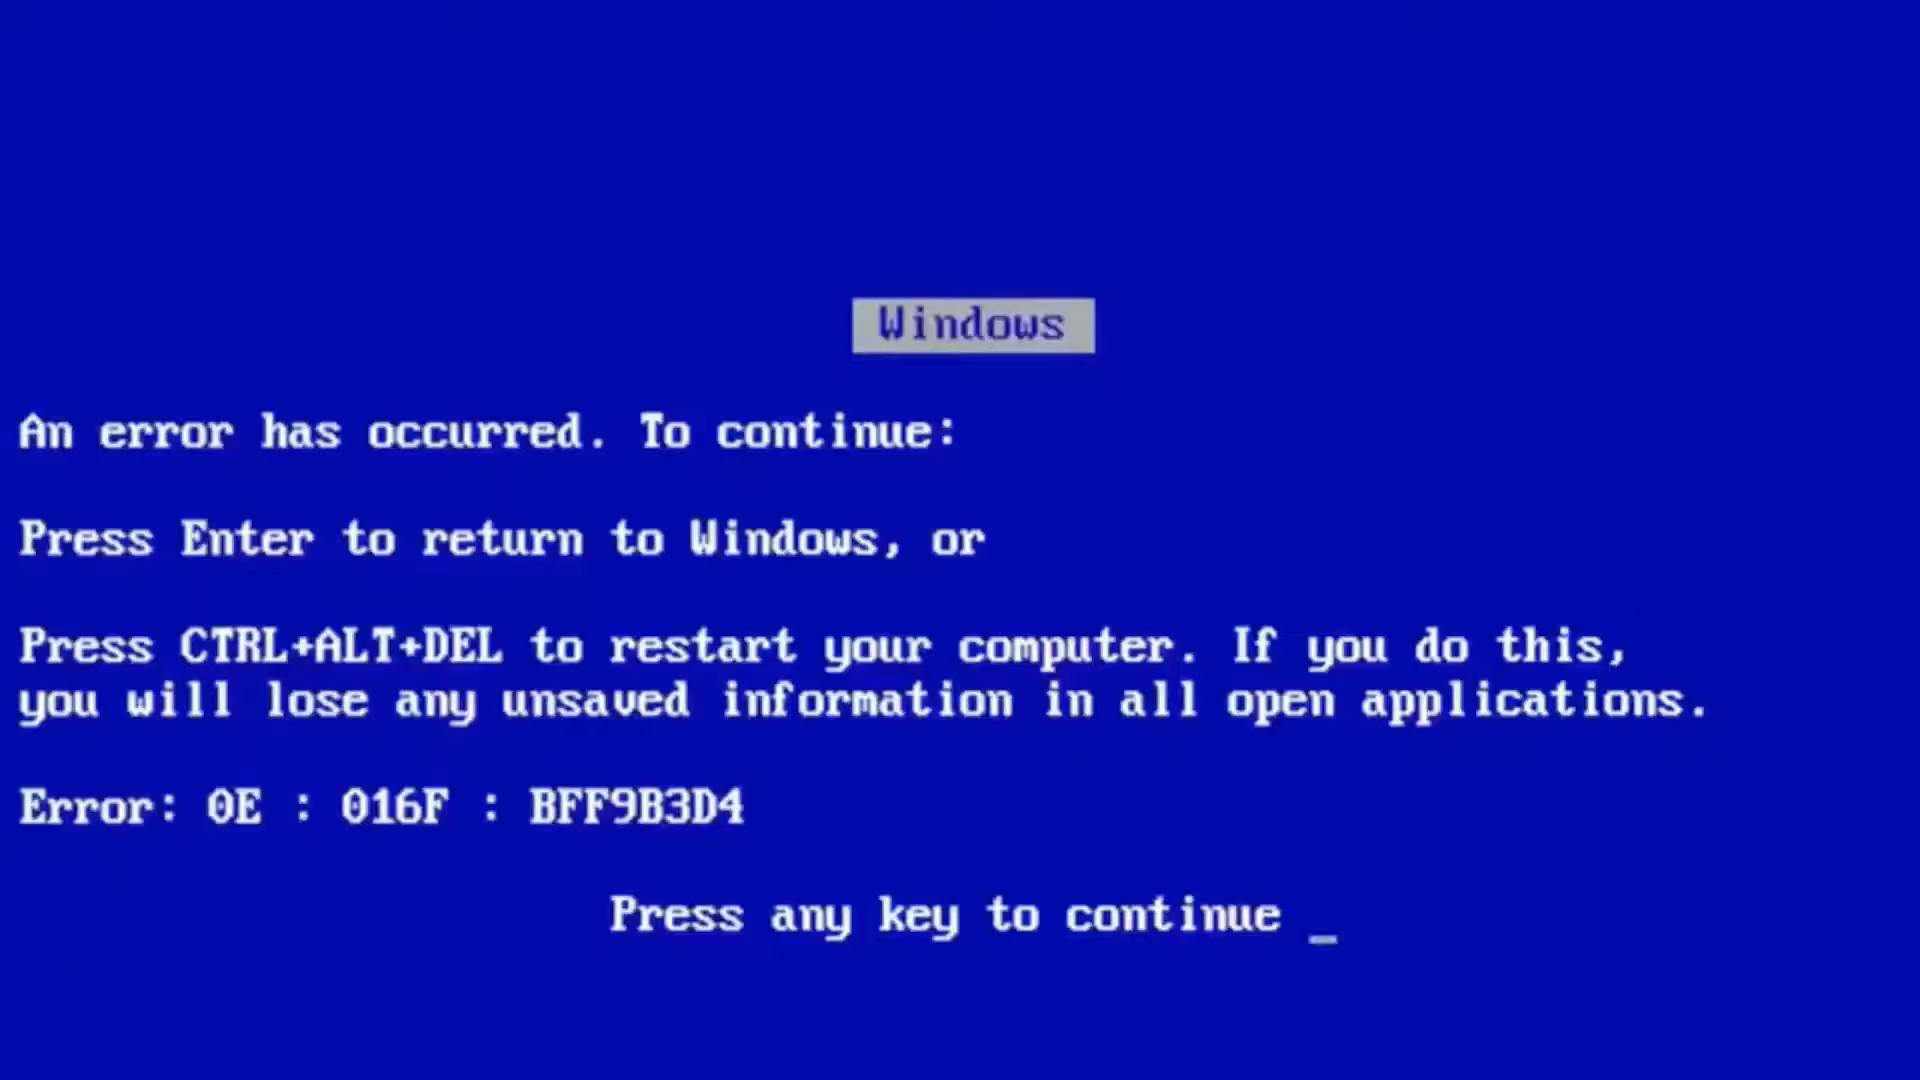 Windows
An error has occurred. To continue:
Press Enter to return to Windows, or
Press CTRL+ALT+DEL to restart your computer. If you do this,
you will lose any unsaved information in all open applications.
Error: 0E : 016F : BFF9B3D4
Press any key to continue _